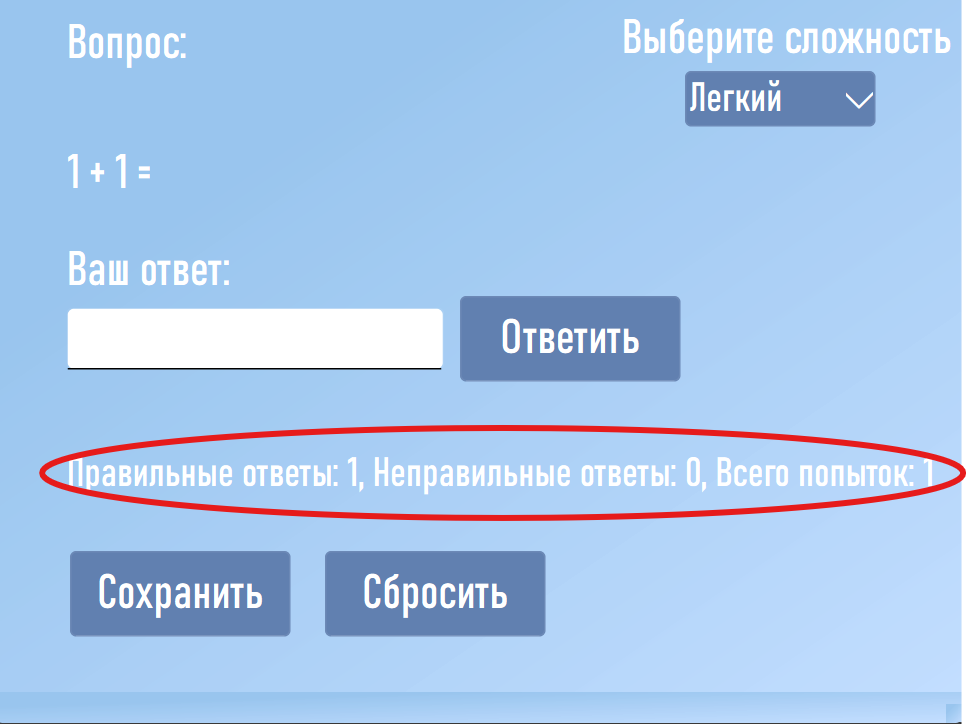 Вопрос:
Выберите сложность
Легкий
1 + 1 =
Ваш ответ:
Ответить
Правильные ответы: 1, Неправильные ответы: 0, Всего попыток: 1
Сохранить
Сбросить